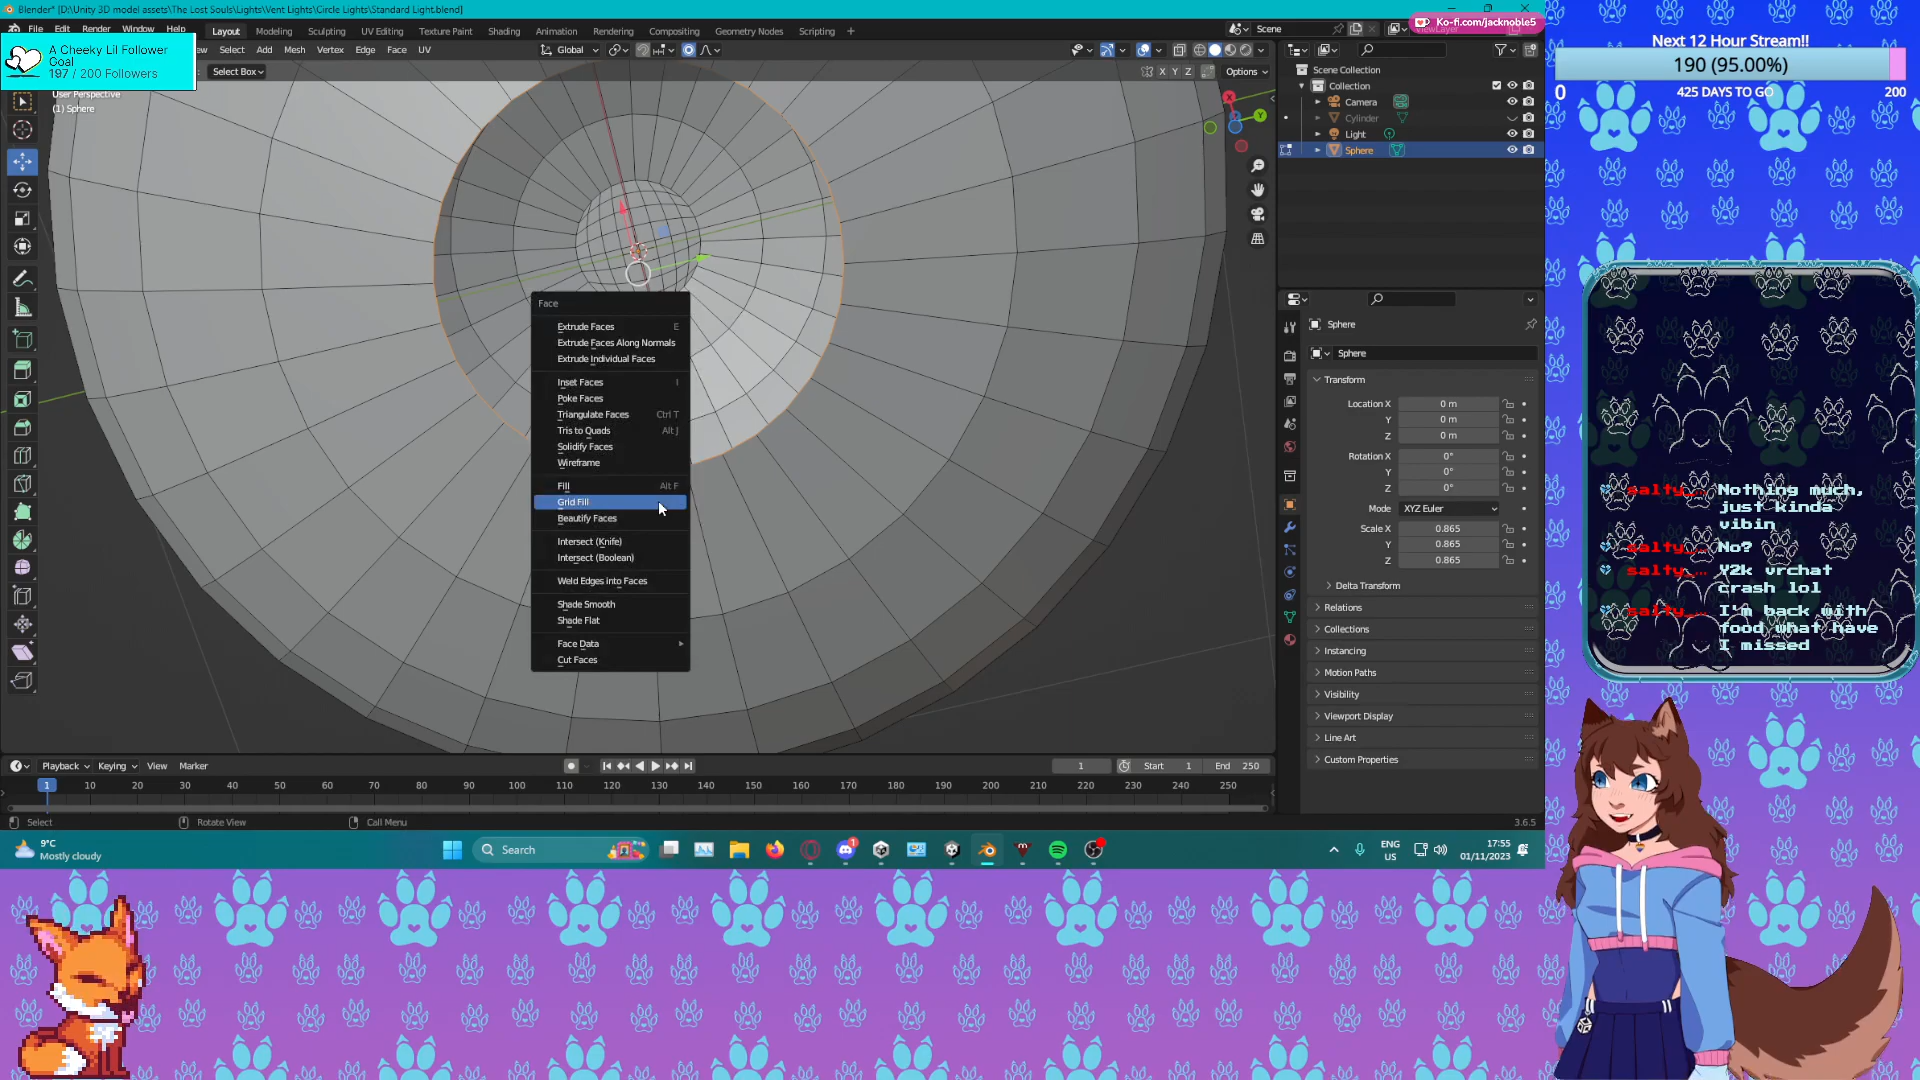 Blender* [D:\Unity 3D model assets\The Lost Souls\Lights\Vent Lights\Circle Lights\Standard Light.blend]
File Edit Render Window Help Layout Modeling Sculpting UV Editing Texture Paint Shading Animation Rendering Compositing Geometry Nodes Scripting
Scene
ViewLayer
Ko-fi.com/jacknoble5
A Cheeky Lil Follower
Goal
197 / 200 Followers
Select Add Mesh Vertex Edge Face UV
Global
Select Box
X Y Z
Options
User Perspective
(1) Sphere
Face
Extrude Faces E
Extrude Faces Along Normals
Extrude Individual Faces
Inset Faces I
Poke Faces
Triangulate Faces Ctrl T
Tris to Quads Alt J
Solidify Faces
Wireframe
Fill Alt F
Grid Fill
Beautify Faces
Intersect (Knife)
Intersect (Boolean)
Weld Edges into Faces
Shade Smooth
Shade Flat
Face Data
Cut Faces
Scene Collection
Collection
Camera
Cylinder
Light
Sphere
Sphere
Sphere
Transform
Location X 0 m
Y 0 m
Z 0 m
Rotation X 0°
Y 0°
Z 0°
Mode XYZ Euler
Scale X 0.865
Y 0.865
Z 0.865
Delta Transform
Relations
Collections
Instancing
Motion Paths
Visibility
Viewport Display
Line Art
Custom Properties
Playback Keying View Marker
1 Start 1 End 250
1 10 20 30 40 50 60 70 80 90 100 110 120 130 140 150 160 170 180 190 200 210 220 230 240 250
Select Rotate View Call Menu
3.6.5
9°C
Mostly cloudy
Search
ENG
US
17:55
01/11/2023
Next 12 Hour Stream!!
190 (95.00%)
0 425 DAYS TO GO 200
salty_... Nothing much,
just kinda
vibin
salty_... No?
salty_... Y2k vrchat
crash lol
salty_... I'm back with
food what have
I missed